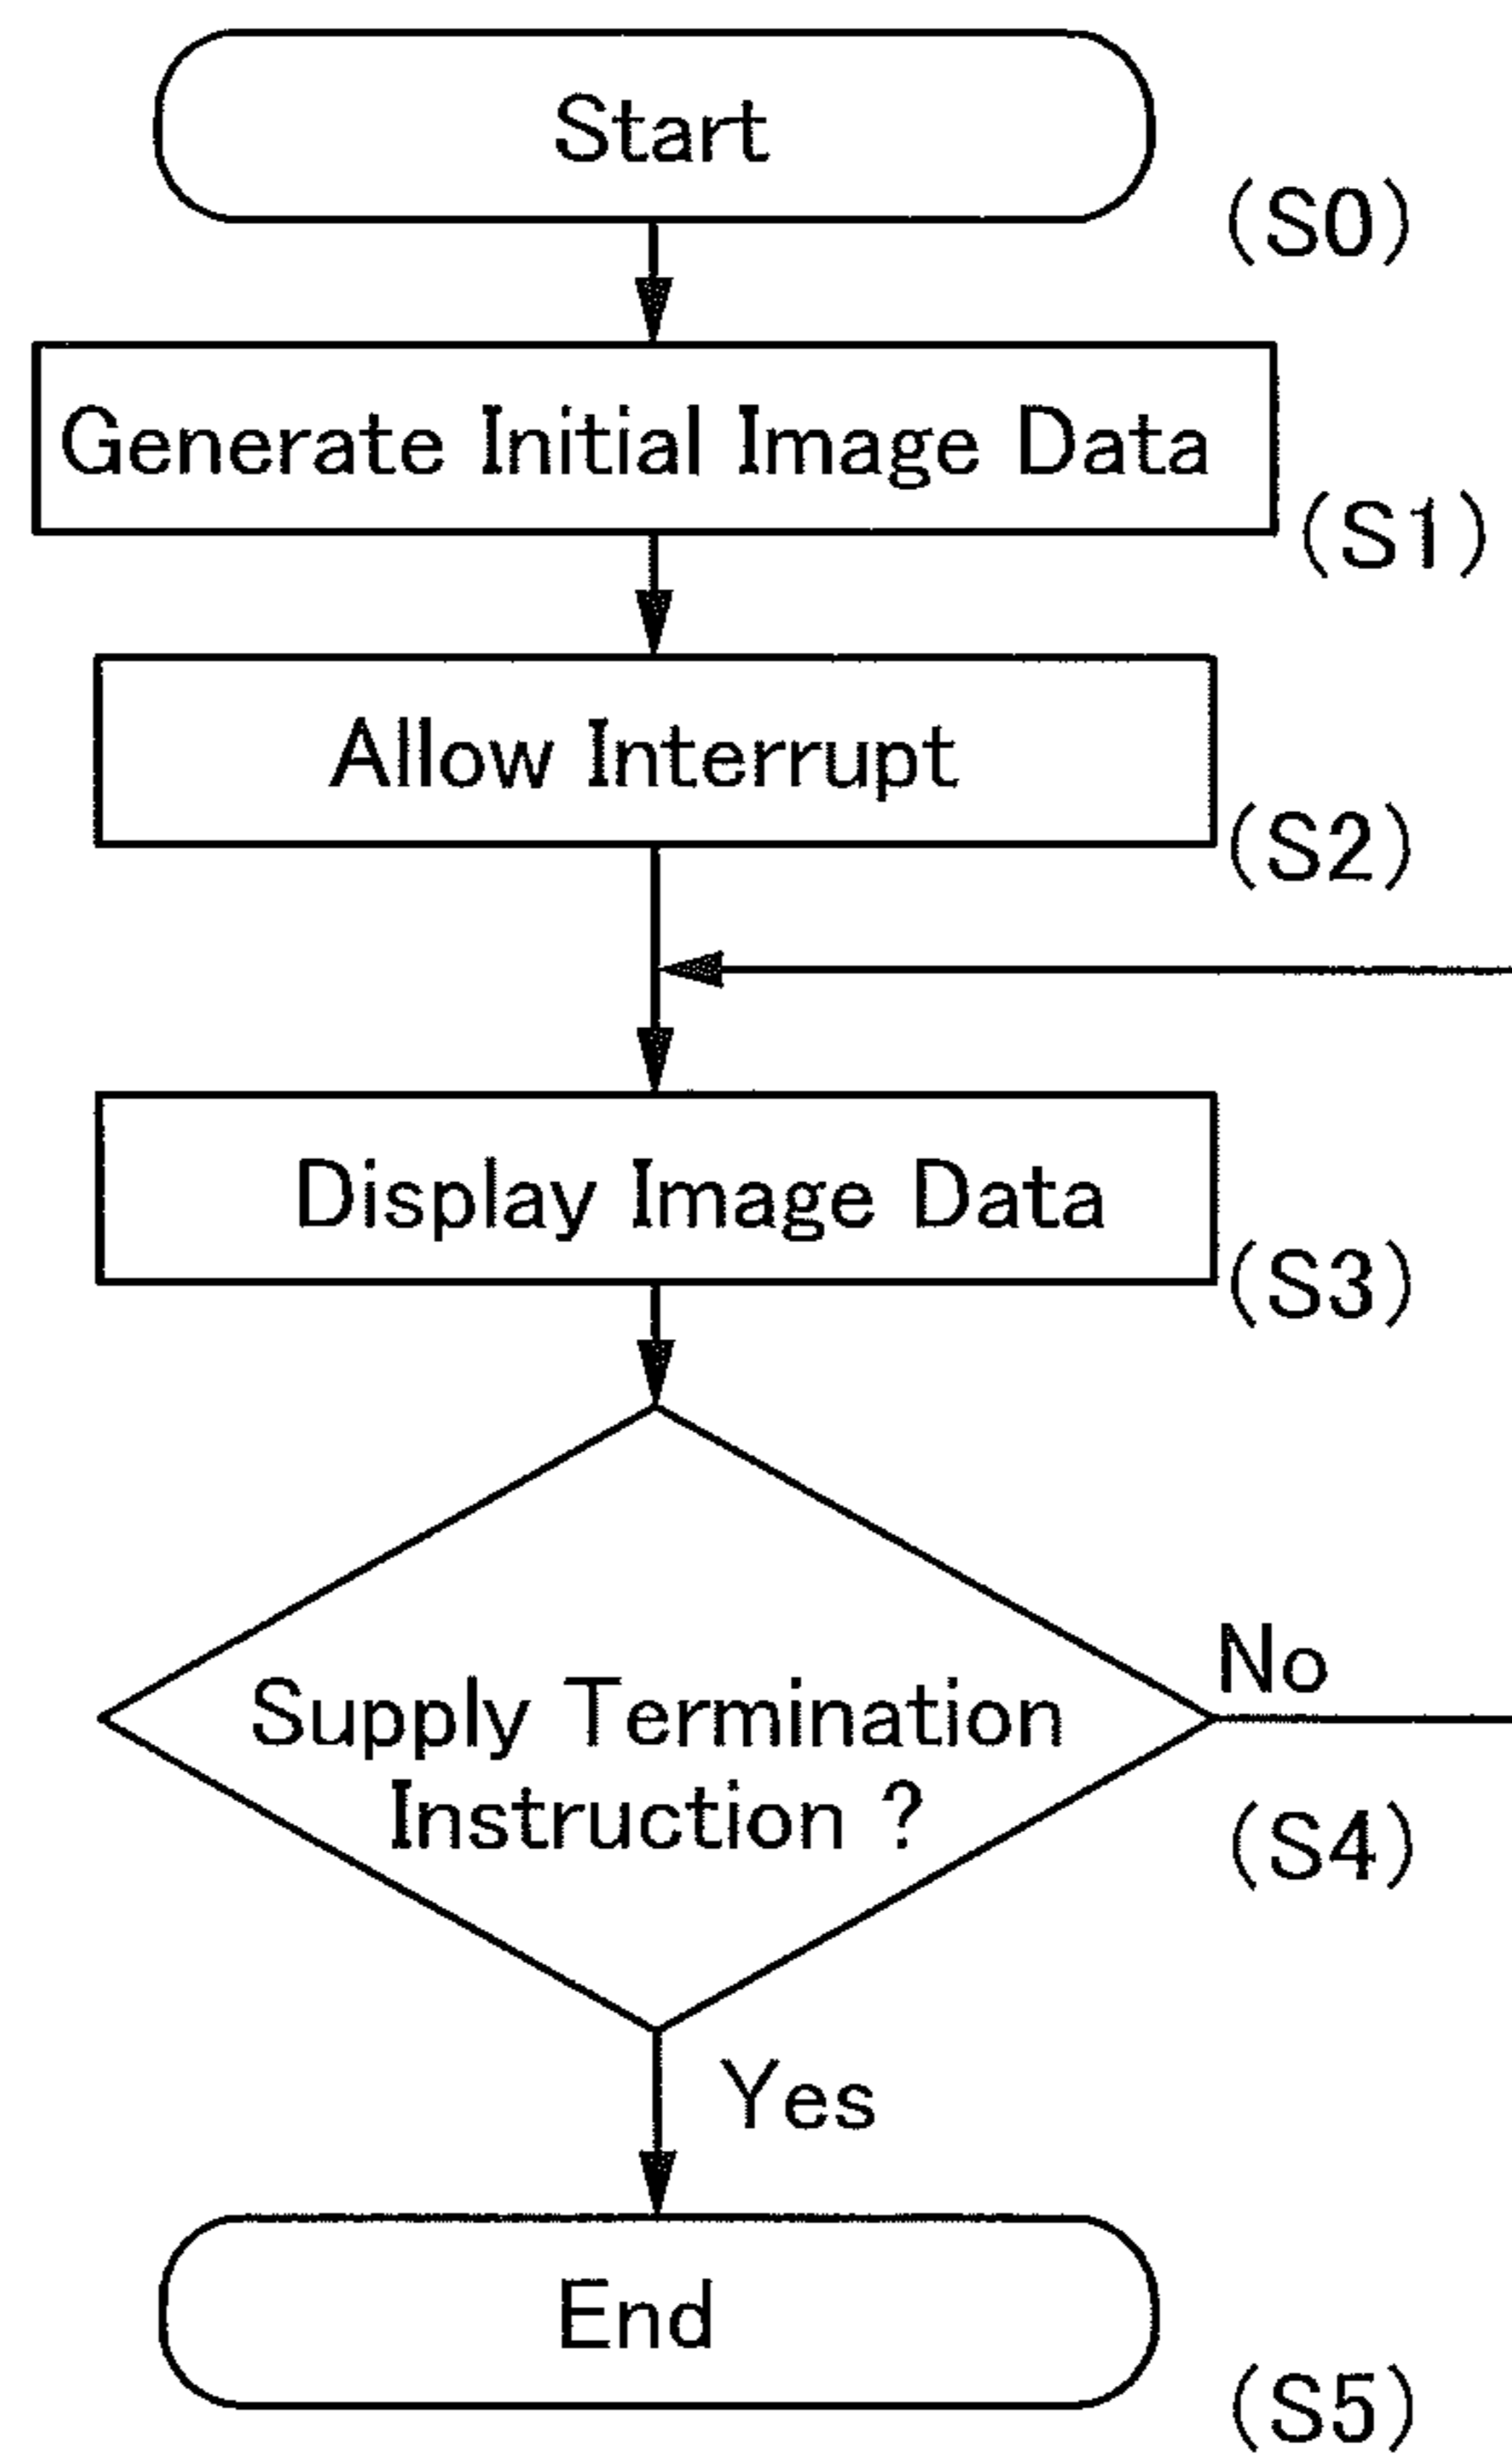 Start
(S0)
Generate Initial Image Data
(S1)
Allow Interrupt
(S2)
Display Image Data
(S3)
No
Supply Termination
Instruction ?
(S4)
Yes
End
(S5)